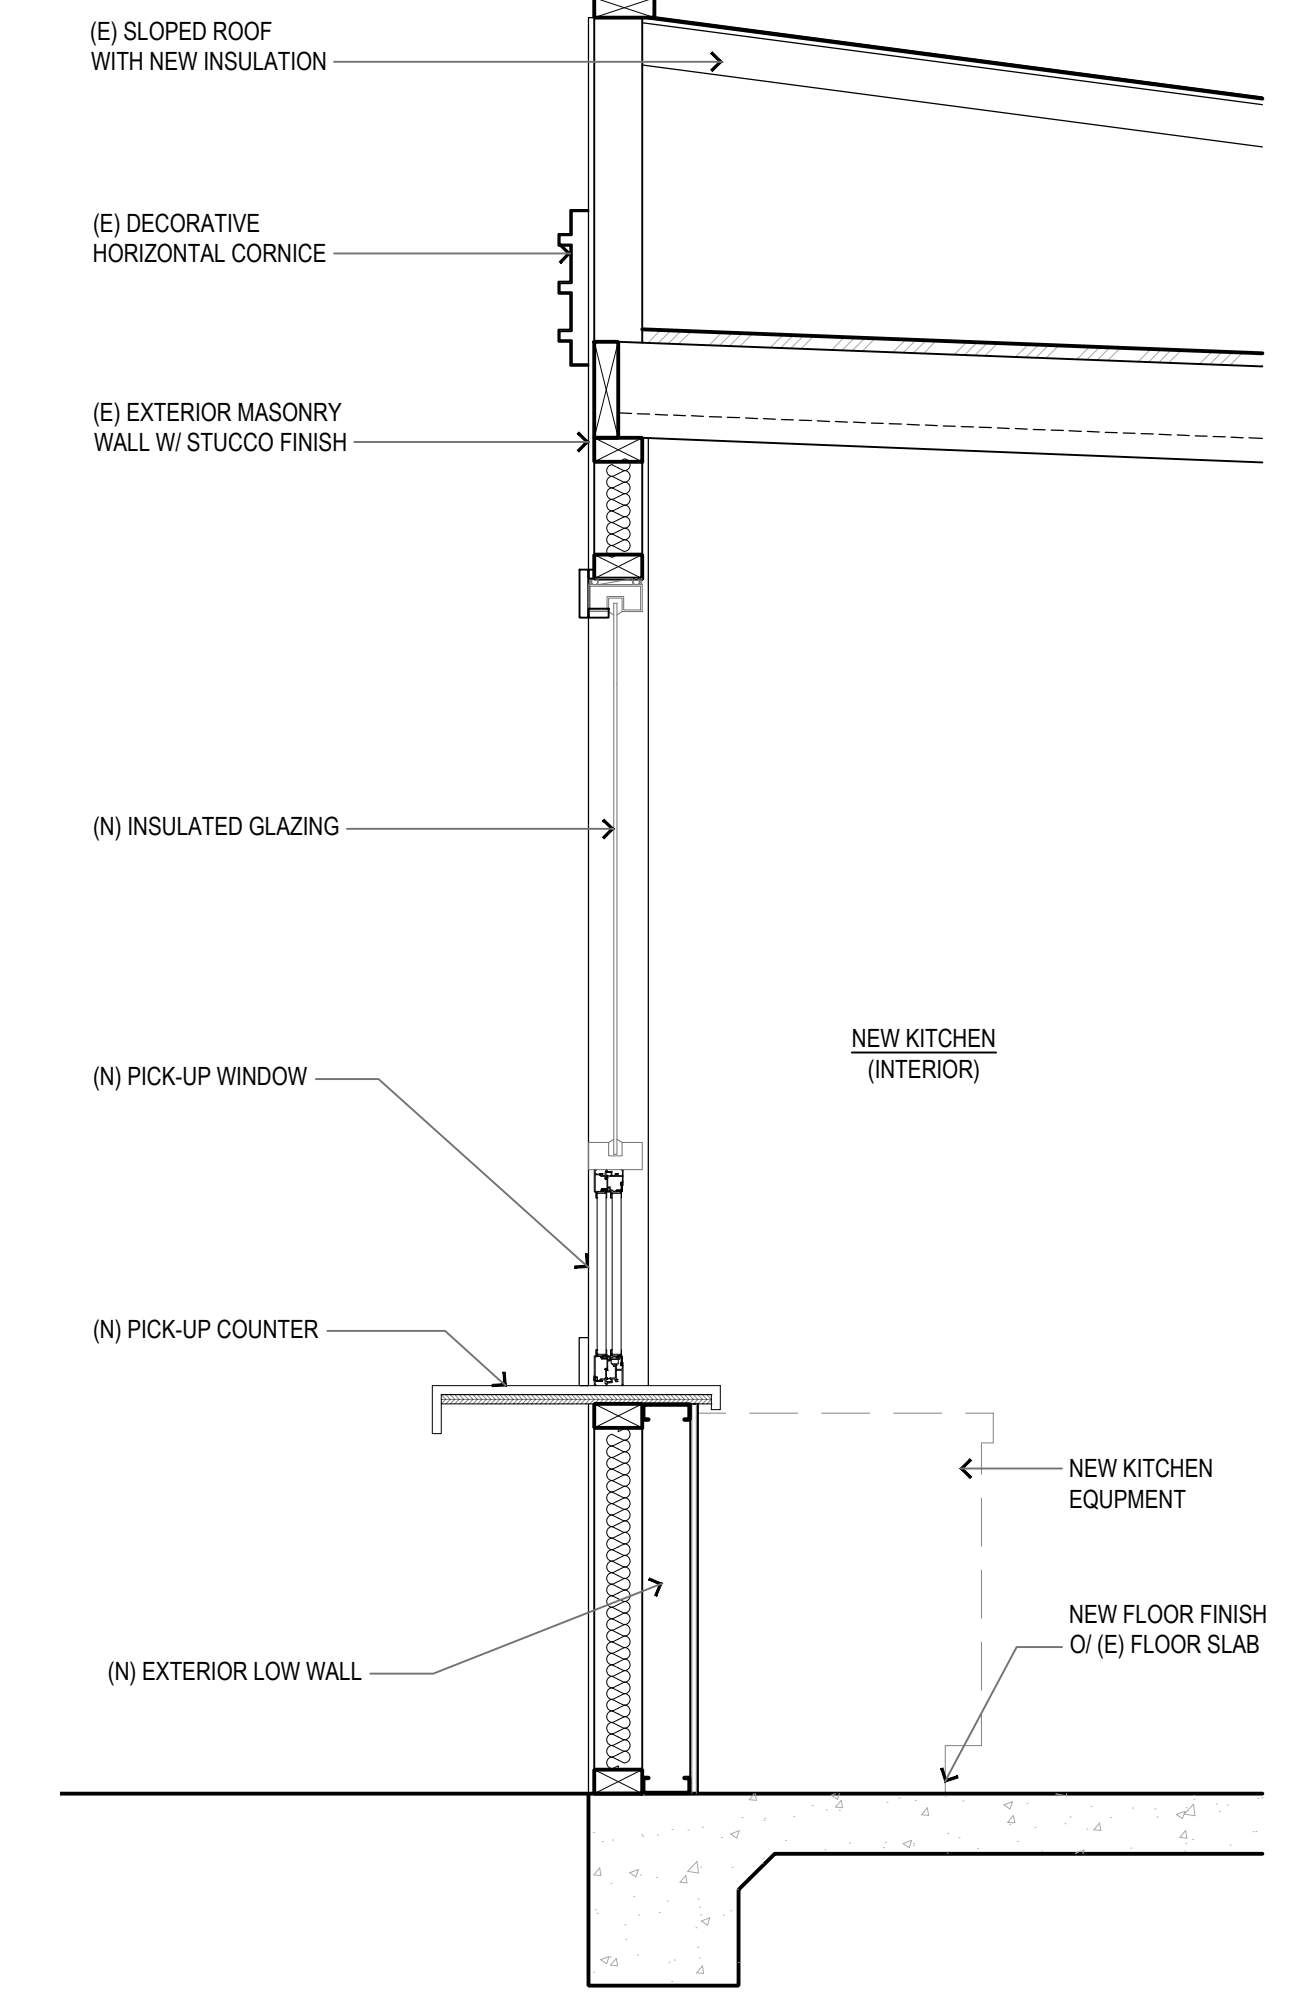 (E) SLOPED ROOF
WITH NEW INSULATION
(E) DECORATIVE
HORIZONTAL CORNICE
(E) EXTERIOR MASONRY
WALL W/ STUCCO FINISH
(N) INSULATED GLAZING
NEW KITCHEN
(INTERIOR)
(N) PICK-UP WINDOW
(N) PICK-UP COUNTER
NEW KITCHEN
EQUPMENT
NEW FLOOR FINISH
O/ (E) FLOOR SLAB
(N) EXTERIOR LOW WALL